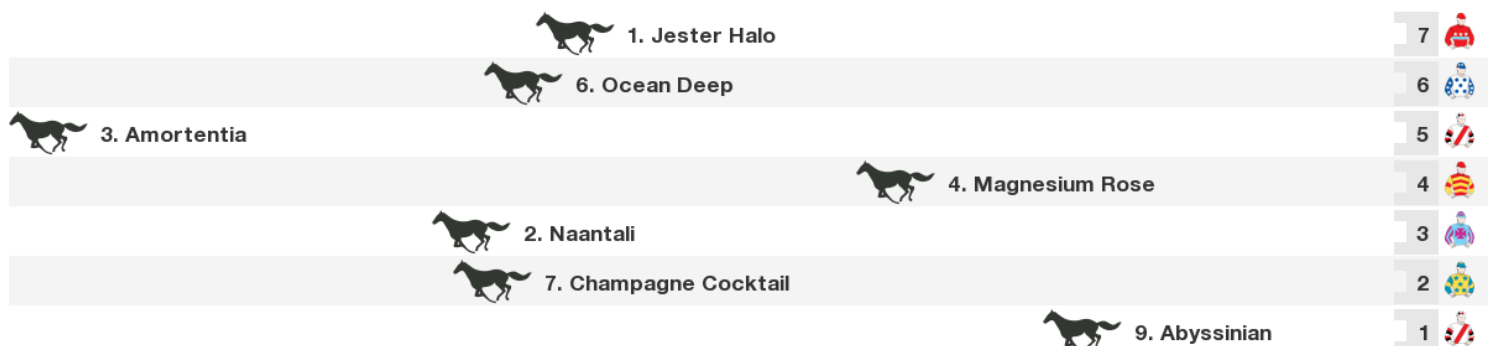 1. Jester Halo 7
6. Ocean Deep 6
3. Amortentia 5
4. Magnesium Rose 4
2. Naantali 3
7. Champagne Cocktail 2
9. Abyssinian 1